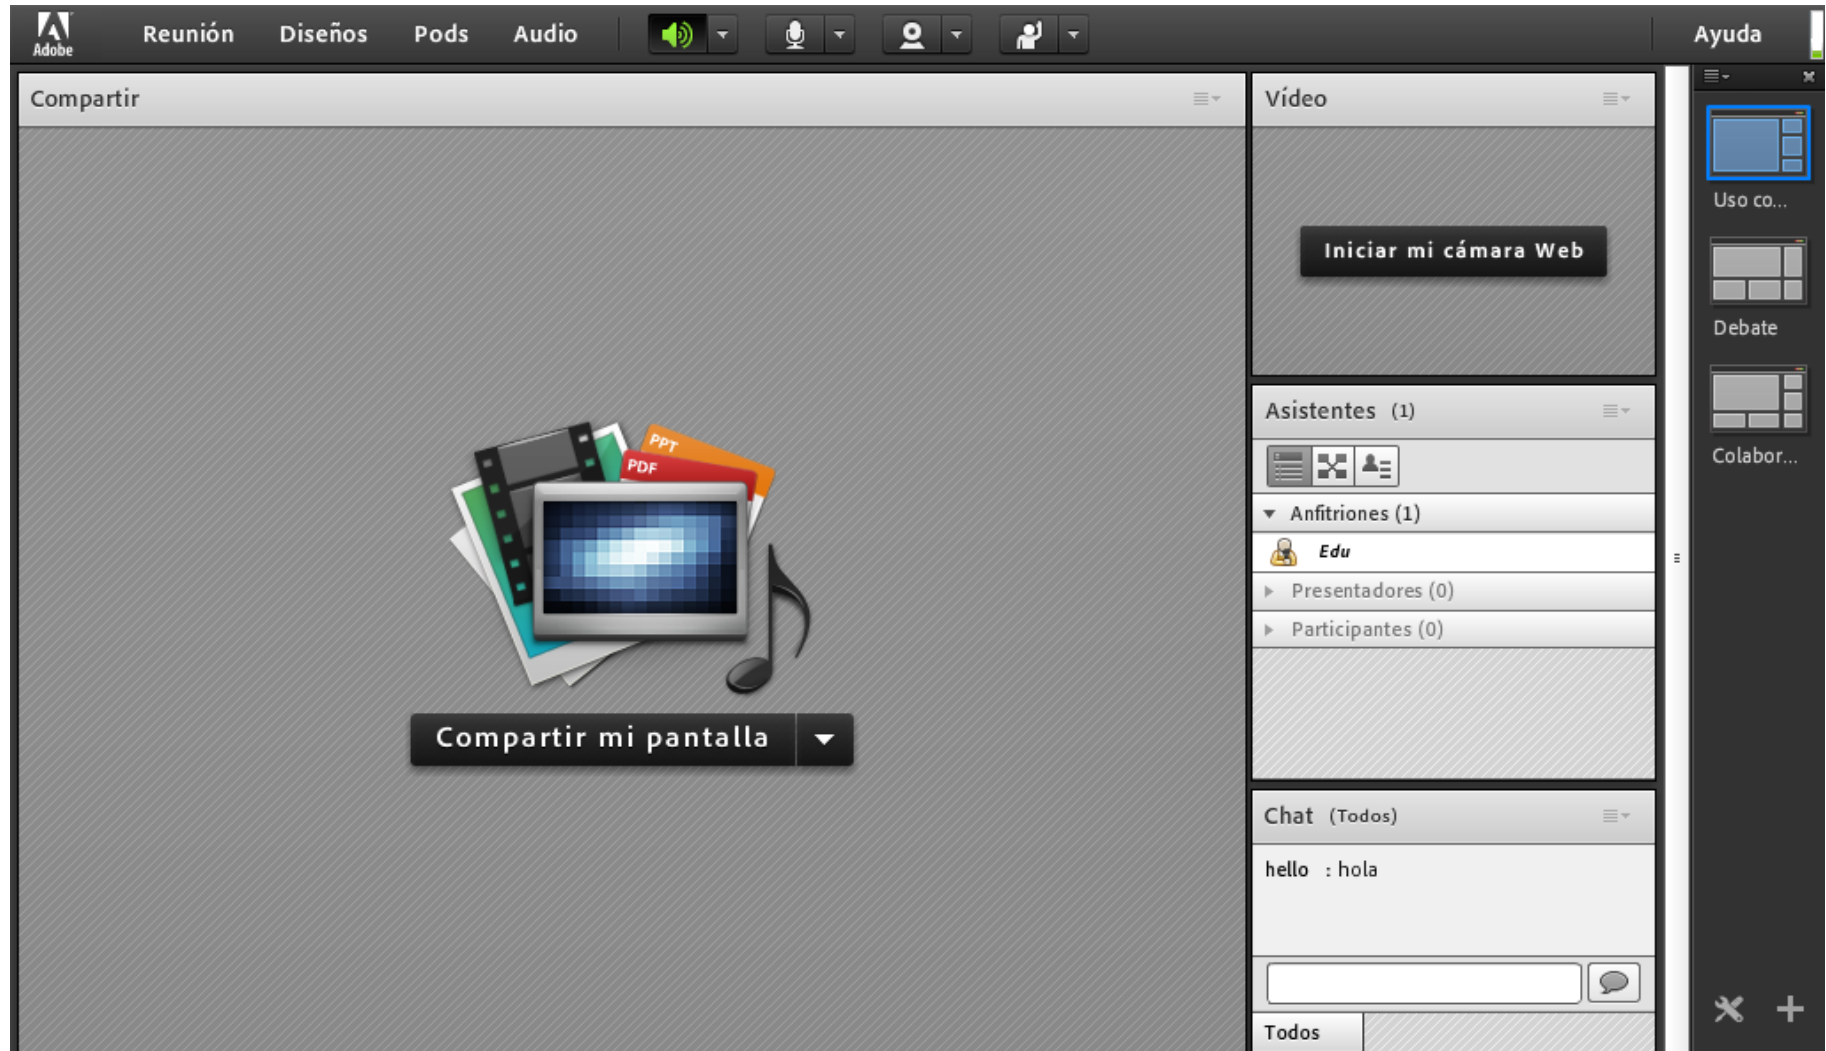 Adobe
Reunión Diseños Pods Audio Ayuda
Compartir
PPT
PDF
Compartir mi pantalla
Vídeo
Iniciar mi cámara Web
Asistentes (1)
Anfitriones (1)
Edu
Presentadores (0)
Participantes (0)
Chat (Todos)
hello : hola
Todos
Uso co...
Debate
Colabor...